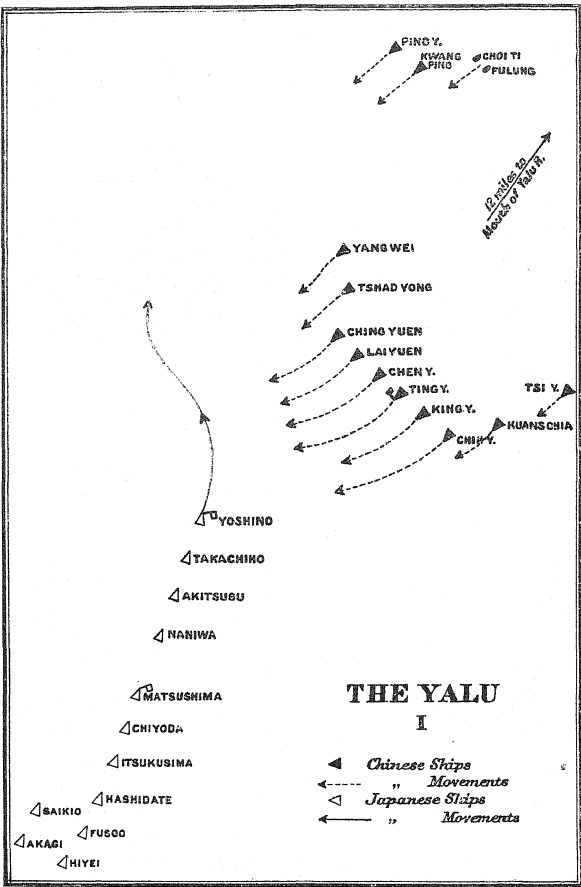 PING Y.
KWANG
PING
CHOI TI
FULUNG
12 miles to
Mouth of Yalu R.
YANG WEI
TSHAD YONG
CHING YUEN
LAI YUEN
CHEN Y.
TING Y.
TSI Y.
KING Y.
KUANSCHIA
CHIH Y.
YOSHINO
TAKACHIHO
AKITSUSU
NANIWA
MATSUSHIMA
CHIYODA
ITSUKUSIMA
HASHIDATE
SAIKIO
FUSOO
AKAGI
HIYEI
THE YALU
I
Chinese Ships
„ Movements
Japanese Ships
„ Movements